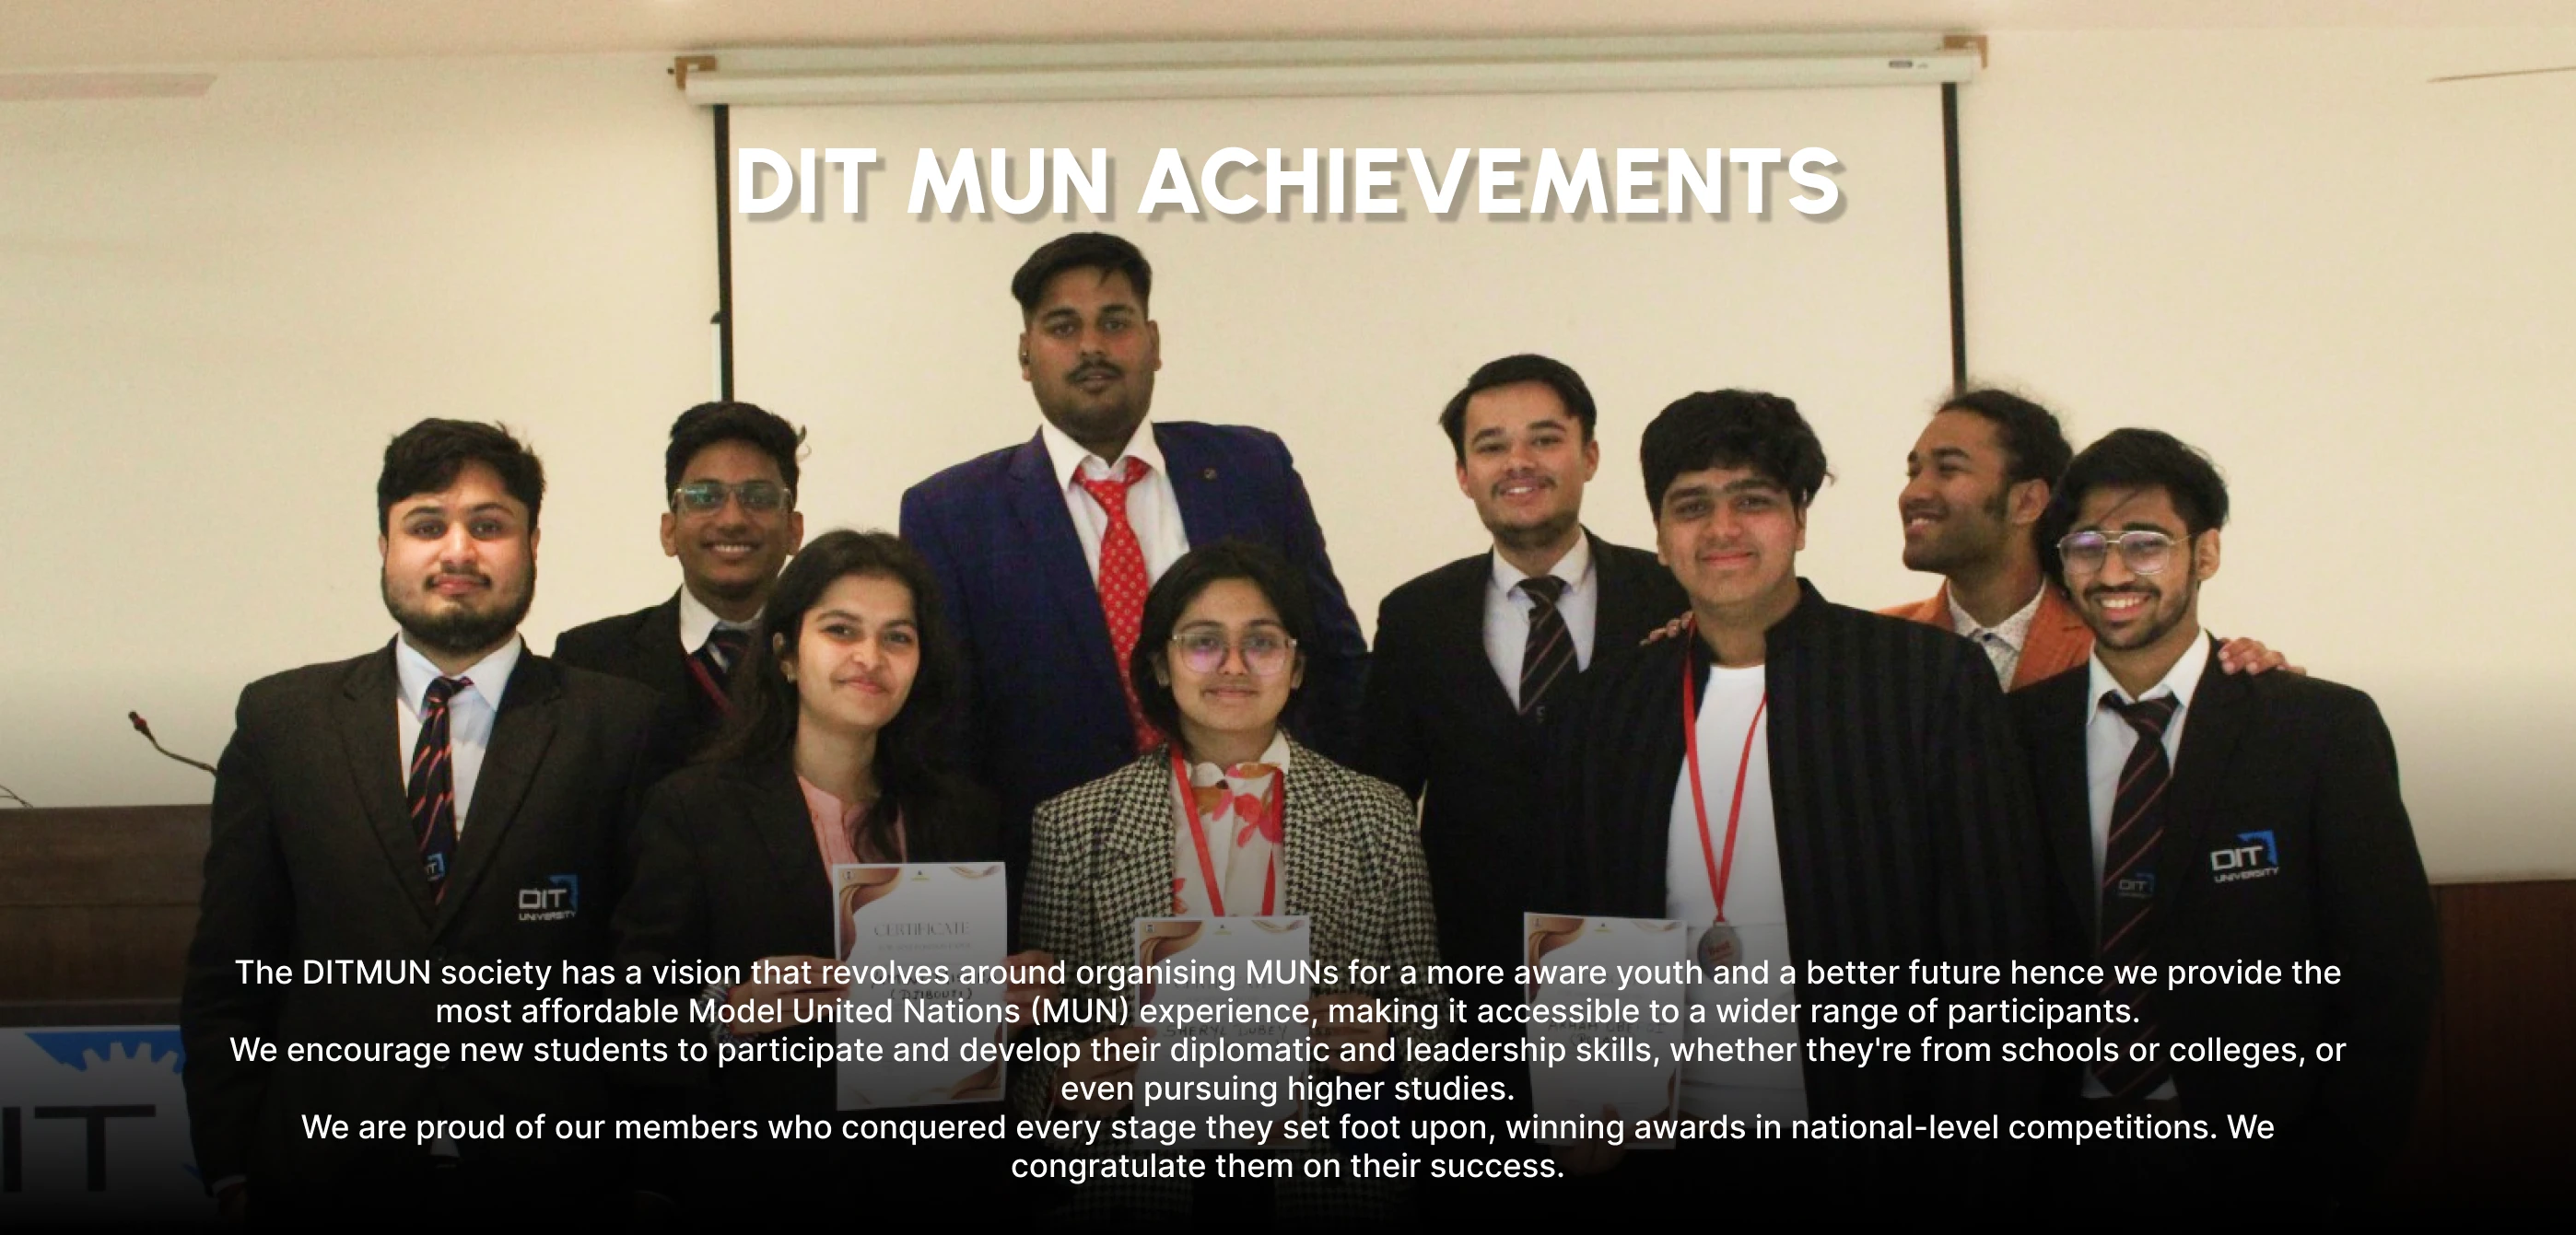 DIT MUN ACHIEVEMENTS
DIT
UNIVERSITY
DIT
UNIVERSITY
DIT
CERTIFICATE
(DJIBOUTI)
SHERYL DUBEY
The DITMUN society has a vision that revolves around organising MUNs for a more aware youth and a better future hence we provide the
most affordable Model United Nations (MUN) experience, making it accessible to a wider range of participants.
We encourage new students to participate and develop their diplomatic and leadership skills, whether they're from schools or colleges, or
even pursuing higher studies.
We are proud of our members who conquered every stage they set foot upon, winning awards in national-level competitions. We
congratulate them on their success.
IT